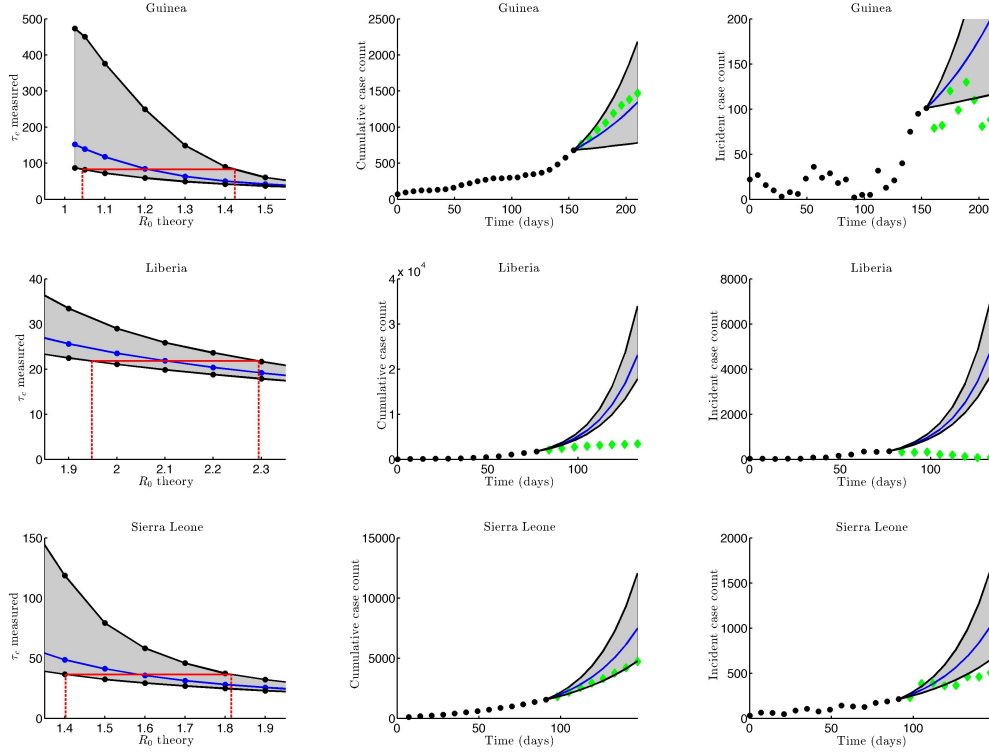 Guinea
500
400
300
200
100
0
1 1.1 1.2 1.3 1.4 1.5
R₀ theory
τc measured
Guinea
2500
2000
1500
1000
500
0
0 50 100 150 200
Time (days)
Cumulative case count
Guinea
200
150
100
50
0
0 50 100 150 200
Time (days)
Incident case count
Liberia
40
30
20
10
0
1.9 2 2.1 2.2 2.3
R₀ theory
τc measured
Liberia
x 10⁴
4
3
2
1
0
0 50 100
Time (days)
Cumulative case count
Liberia
8000
6000
4000
2000
0
0 50 100
Time (days)
Incident case count
Sierra Leone
150
100
50
0
1.4 1.5 1.6 1.7 1.8 1.9
R₀ theory
τc measured
Sierra Leone
15000
10000
5000
0
0 50 100
Time (days)
Cumulative case count
Sierra Leone
2000
1500
1000
500
0
0 50 100
Time (days)
Incident case count